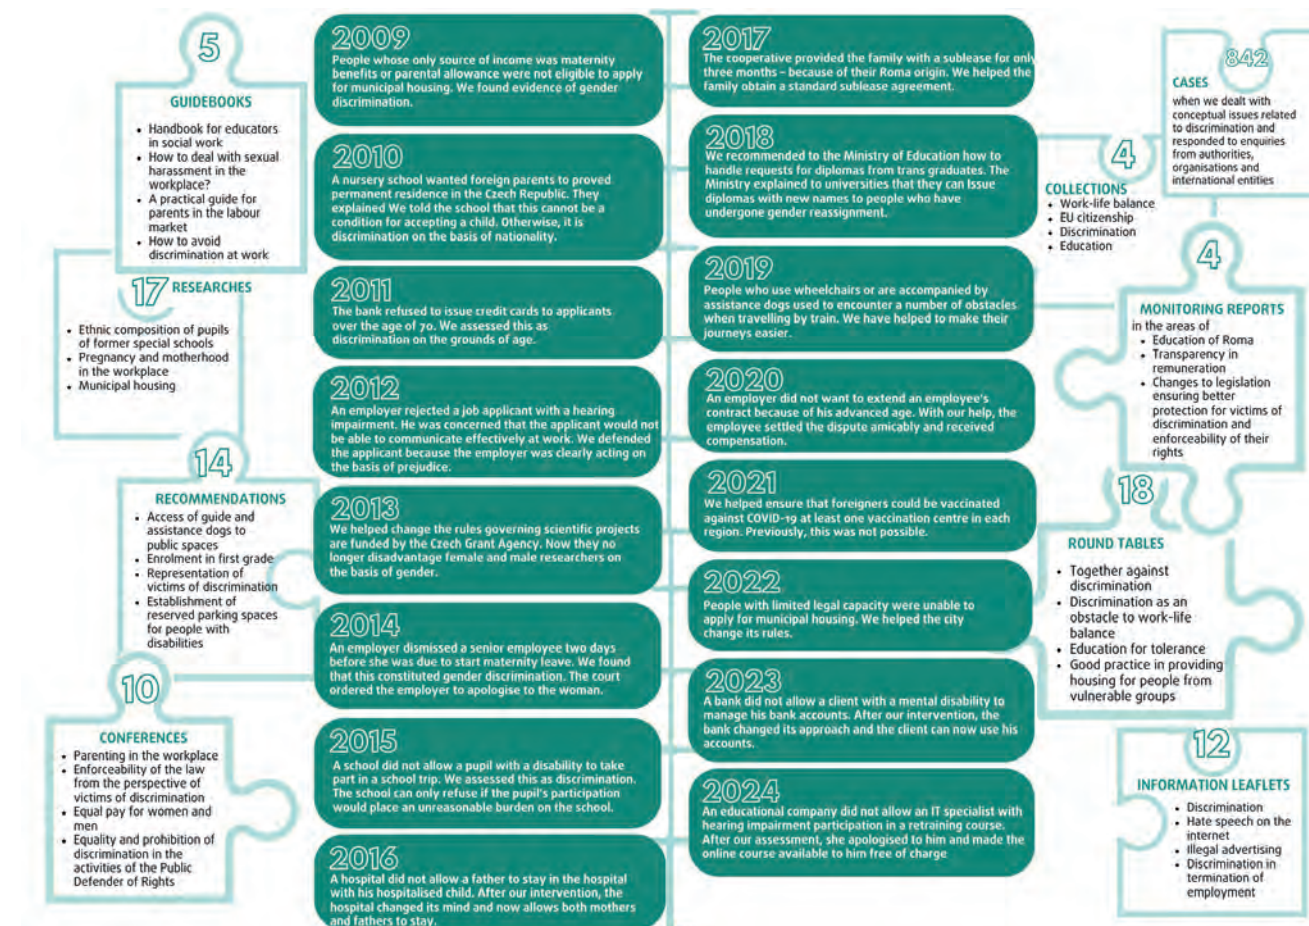 5
GUIDEBOOKS
Handbook for educators
in social work
How to deal with sexual
harassment in the
workplace?
A practical guide for
parents in the labour
market
How to avoid
discrimination at work
17 RESEARCHES
Ethnic composition of pupils
of former special schools
Pregnancy and motherhood
in the workplace
Municipal housing
14
RECOMMENDATIONS
Access of guide and
assistance dogs to
public spaces
Enrolment in first grade
Representation of
victims of discrimination
Establishment of
reserved parking spaces
for people with
disabilities
10
CONFERENCES
Parenting in the workplace
Enforceability of the law
from the perspective of
victims of discrimination
Equal pay for women and
men
Equality and prohibition of
discrimination in the
activities of the Public
Defender of Rights
2009
People whose only source of income was maternity
benefits or parental allowance were not eligible to apply
for municipal housing. We found evidence of gender
discrimination.
2010
A nursery school wanted foreign parents to proved
permanent residence in the Czech Republic. They
explained We told the school that this cannot be a
condition for accepting a child. Otherwise, it is
discrimination on the basis of nationality.
2011
The bank refused to issue credit cards to applicants
over the age of 70. We assessed this as
discrimination on the grounds of age.
2012
An employer rejected a job applicant with a hearing
impairment. He was concerned that the applicant would not
be able to communicate effectively at work. We defended
the applicant because the employer was clearly acting on
the basis of prejudice.
2013
We helped change the rules governing scientific projects
are funded by the Czech Grant Agency. Now they no
longer disadvantage female and male researchers on
the basis of gender.
2014
An employer dismissed a senior employee two days
before she was due to start maternity leave. We found
that this constituted gender discrimination. The court
ordered the employer to apologise to the woman.
2015
A school did not allow a pupil with a disability to take
part in a school trip. We assessed this as discrimination.
The school can only refuse if the pupil's participation
would place an unreasonable burden on the school.
2016
A hospital did not allow a father to stay in the hospital
with his hospitalised child. After our intervention, the
hospital changed its mind and now allows both mothers
and fathers to stay.
2017
The cooperative provided the family with a sublease for only
three months – because of their Roma origin. We helped the
family obtain a standard sublease agreement.
2018
We recommended to the Ministry of Education how to
handle requests for diplomas from trans graduates. The
Ministry explained to universities that they can Issue
diplomas with new names to people who have
undergone gender reassignment.
2019
People who use wheelchairs or are accompanied by
assistance dogs used to encounter a number of obstacles
when travelling by train. We have helped to make their
journeys easier.
2020
An employer did not want to extend an employee's
contract because of his advanced age. With our help, the
employee settled the dispute amicably and received
compensation.
2021
We helped ensure that foreigners could be vaccinated
against COVID-19 at least one vaccination centre in each
region. Previously, this was not possible.
2022
People with limited legal capacity were unable to
apply for municipal housing. We helped the city
change its rules.
2023
A bank did not allow a client with a mental disability to
manage his bank accounts. After our intervention, the
bank changed its approach and the client can now use his
accounts.
2024
An educational company did not allow an IT specialist with
hearing impairment participation in a retraining course.
After our assessment, she apologised to him and made the
online course available to him free of charge
842
CASES
when we dealt with
conceptual issues related
to discrimination and
responded to enquiries
from authorities,
organisations and
international entities
4
COLLECTIONS
Work-life balance
EU citizenship
Discrimination
Education
4
MONITORING REPORTS
in the areas of
Education of Roma
Transparency in
remuneration
Changes to legislation
ensuring better
protection for victims of
discrimination and
enforceability of their
rights
18
ROUND TABLES
Together against
discrimination
Discrimination as an
obstacle to work-life
balance
Education for tolerance
Good practice in providing
housing for people from
vulnerable groups
12
INFORMATION LEAFLETS
Discrimination
Hate speech on the
internet
Illegal advertising
Discrimination in
termination of
employment